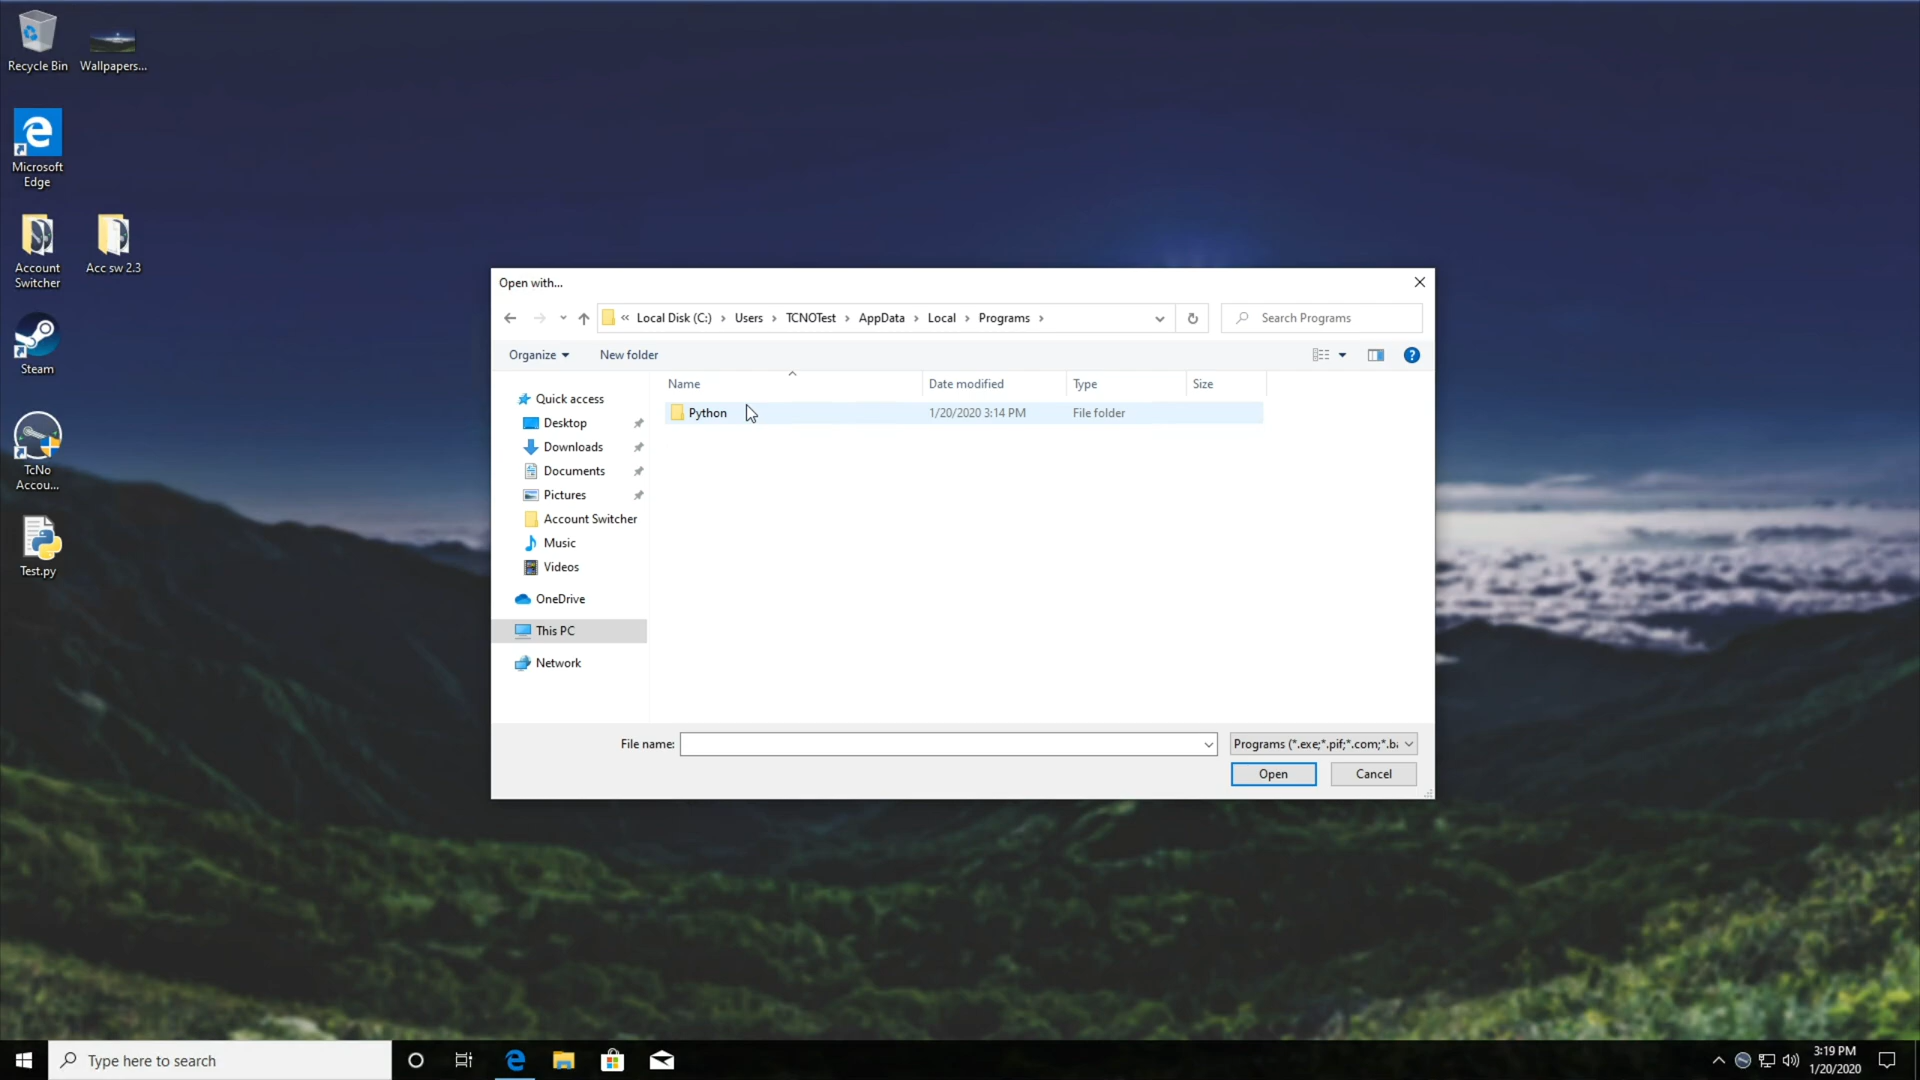 Recycle Bin
Wallpapers...
Microsoft
Edge
Account
Switcher
Acc sw 2.3
Steam
TcNo
Accou...
Test.py
Open with...
« Local Disk (C:) › Users › TCNOTest › AppData › Local › Programs ›
Search Programs
Organize
New folder
Name
Date modified
Type
Size
Python
1/20/2020 3:14 PM
File folder
Quick access
Desktop
Downloads
Documents
Pictures
Account Switcher
Music
Videos
OneDrive
This PC
Network
File name:
Programs (*.exe;*.pif;*.com;*.ba
Open
Cancel
Type here to search
3:19 PM
1/20/2020